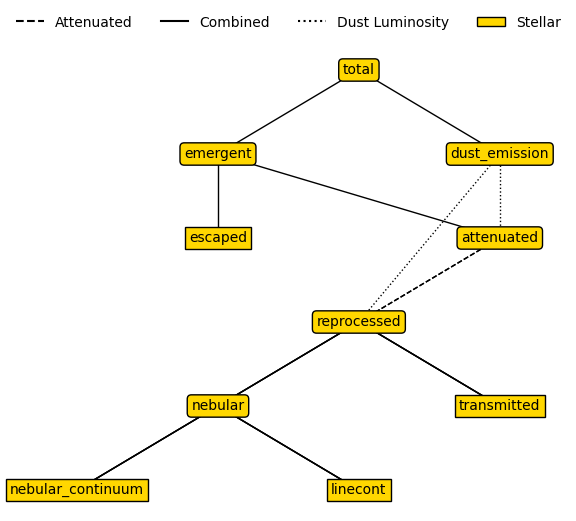 Attenuated Combined Dust Luminosity Stellar
total
emergent dust_emission
escaped attenuated
reprocessed
nebular transmitted
nebular_continuum linecont